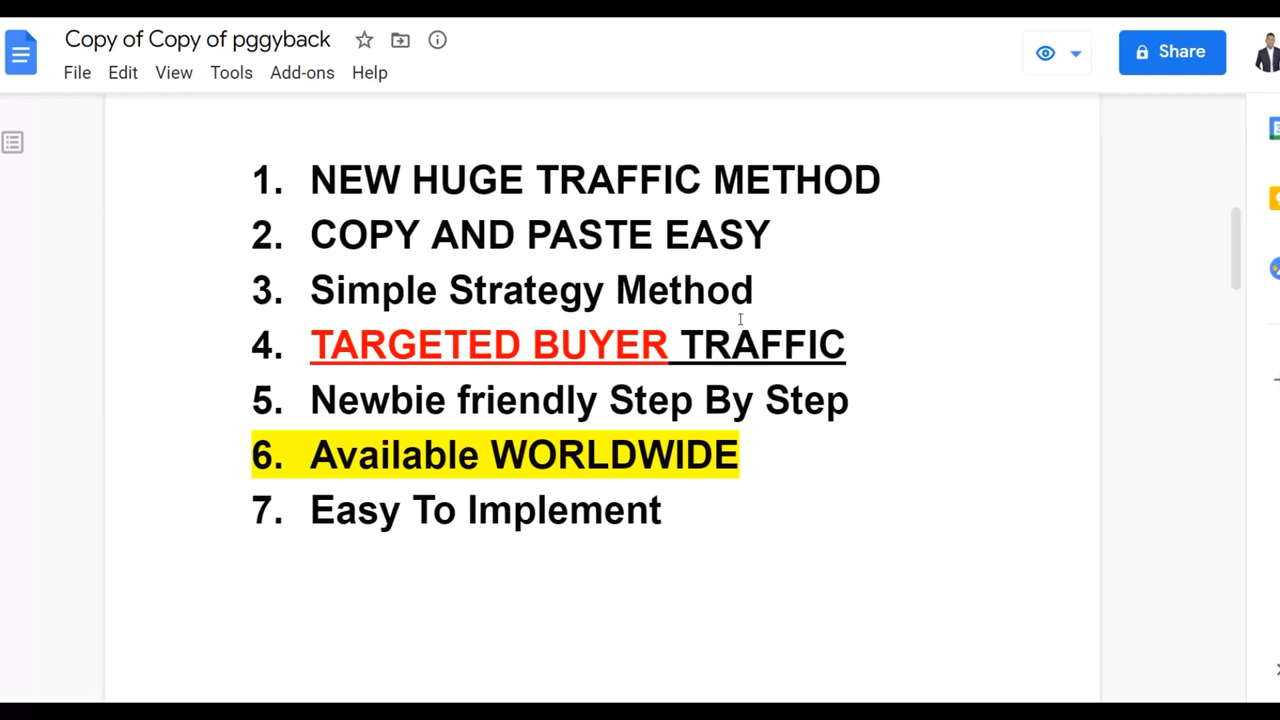 Copy of Copy of pggyback
File Edit View Tools Add-ons Help
Share
1. NEW HUGE TRAFFIC METHOD
2. COPY AND PASTE EASY
3. Simple Strategy Method
4. TARGETED BUYER TRAFFIC
5. Newbie friendly Step By Step
6. Available WORLDWIDE
7. Easy To Implement